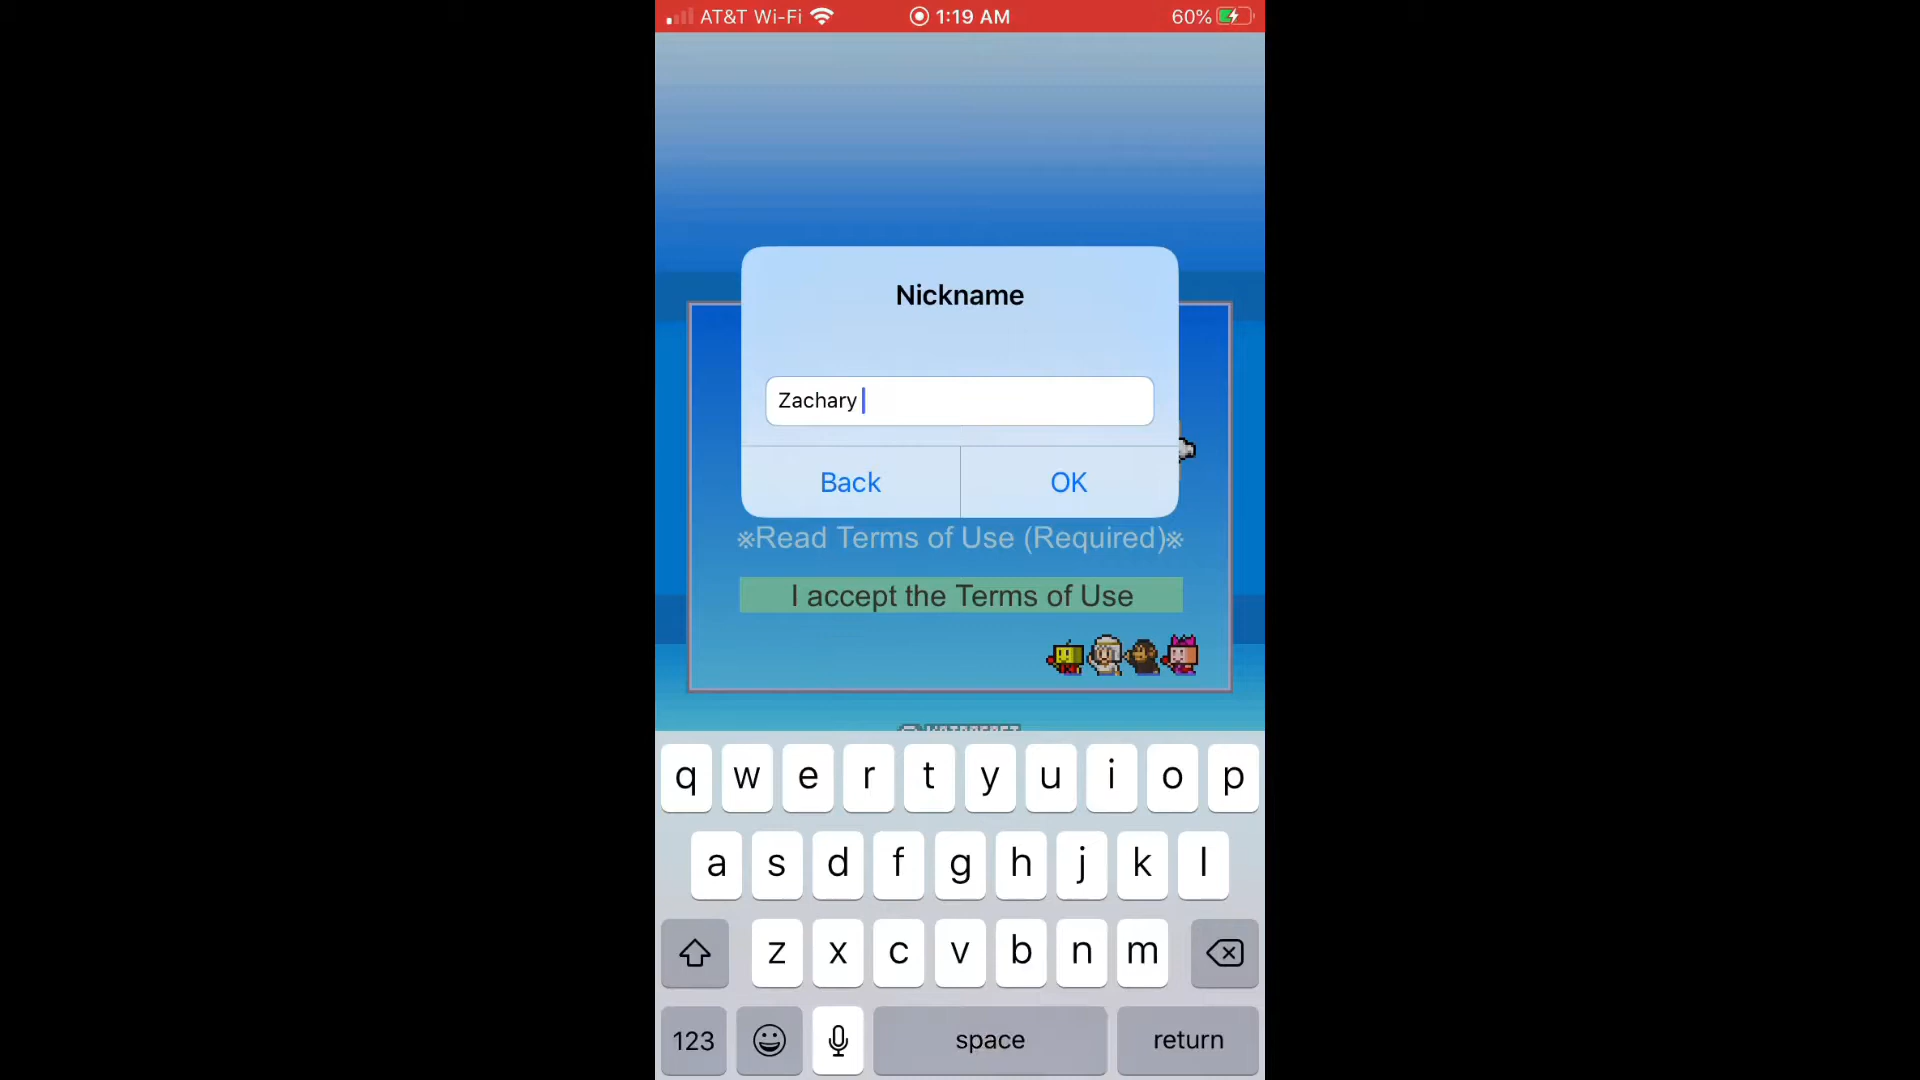 AT&T Wi-Fi 1:19 AM 60%
Nickname
Zachary
Back OK
※Read Terms of Use (Required)※
I accept the Terms of Use
q w e r t y u i o p
a s d f g h j k l
z x c v b n m
123 space return